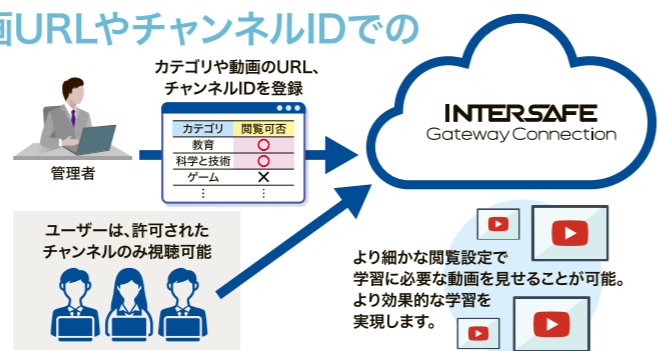 画URLやチャンネルIDでの
カテゴリや動画のURL、
チャンネルIDを登録
カテゴリ 閲覧可否
教育 ○
科学と技術 ○
ゲーム ×
⋮ ⋮
管理者
INTERSAFE
Gateway Connection
ユーザーは、許可された
チャンネルのみ視聴可能
より細かな閲覧設定で
学習に必要な動画を見せることが可能。
より効果的な学習を
実現します。